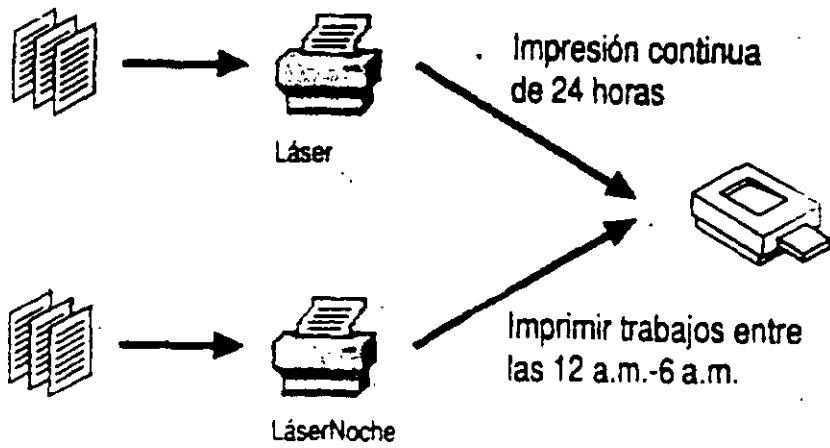 Impresión continua
de 24 horas
Láser
Imprimir trabajos entre
las 12 a.m.-6 a.m.
LáserNoche